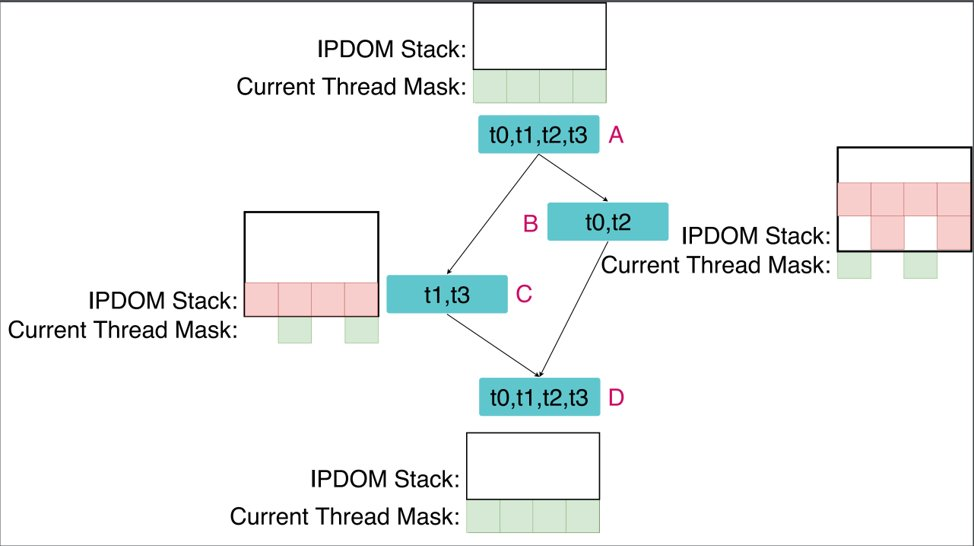 IPDOM Stack:
Current Thread Mask:
t0,t1,t2,t3 A
B t0,t2
IPDOM Stack:
Current Thread Mask:
t1,t3 C
IPDOM Stack:
Current Thread Mask:
t0,t1,t2,t3 D
IPDOM Stack:
Current Thread Mask: